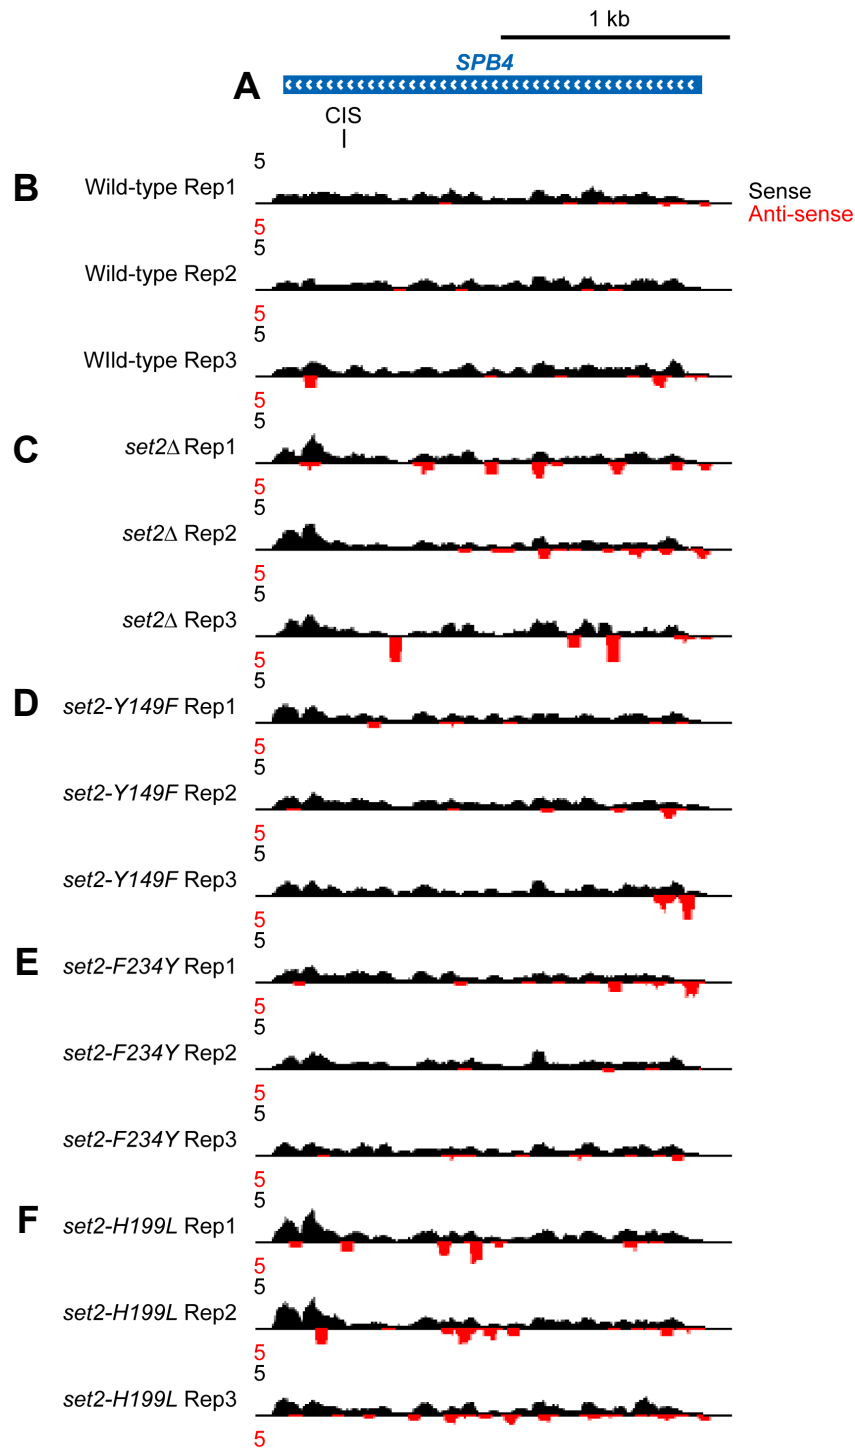 1 kb
SPB4
A
CIS
5
B
Wild-type Rep1
Sense
Anti-sense
5
5
Wild-type Rep2
5
5
WIld-type Rep3
5
5
C
set2Δ Rep1
5
5
set2Δ Rep2
5
5
set2Δ Rep3
5
5
D
set2-Y149F Rep1
5
5
set2-Y149F Rep2
5
5
set2-Y149F Rep3
5
5
E
set2-F234Y Rep1
5
5
set2-F234Y Rep2
5
5
set2-F234Y Rep3
5
5
F
set2-H199L Rep1
5
5
set2-H199L Rep2
5
5
set2-H199L Rep3
5